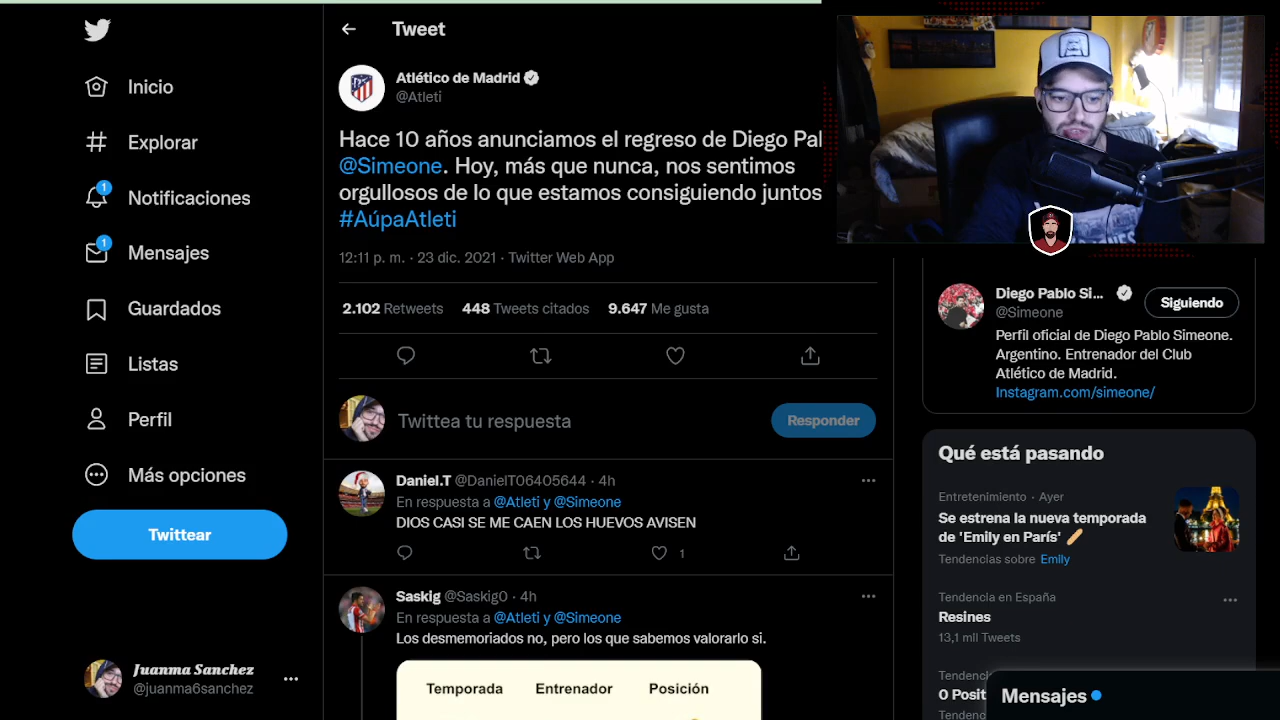 Inicio
Explorar
1
Notificaciones
1
Mensajes
Guardados
Listas
Perfil
Más opciones
Twittear
Juanma Sanchez
@juanma6sanchez
Tweet
Atlético de Madrid
@Atleti
Hace 10 años anunciamos el regreso de Diego Pal
@Simeone. Hoy, más que nunca, nos sentimos
orgullosos de lo que estamos consiguiendo juntos
#AúpaAtleti
12:11 p. m. · 23 dic. 2021 · Twitter Web App
2.102 Retweets 448 Tweets citados 9.647 Me gusta
Twittea tu respuesta
Responder
Daniel.T @DanielT06405644 · 4h
En respuesta a @Atleti y @Simeone
DIOS CASI SE ME CAEN LOS HUEVOS AVISEN
1
Saskig @Saskig0 · 4h
En respuesta a @Atleti y @Simeone
Los desmemoriados no, pero los que sabemos valorarlo si.
Temporada Entrenador Posición
Diego Pablo Si...
@Simeone
Siguiendo
Perfil oficial de Diego Pablo Simeone.
Argentino. Entrenador del Club
Atlético de Madrid.
Instagram.com/simeone/
Qué está pasando
Entretenimiento · Ayer
Se estrena la nueva temporada
de 'Emily en París'
Tendencias sobre Emily
Tendencia en España
Resines
13,1 mil Tweets
Tendenc
0 Posit
Tendenc
Mensajes